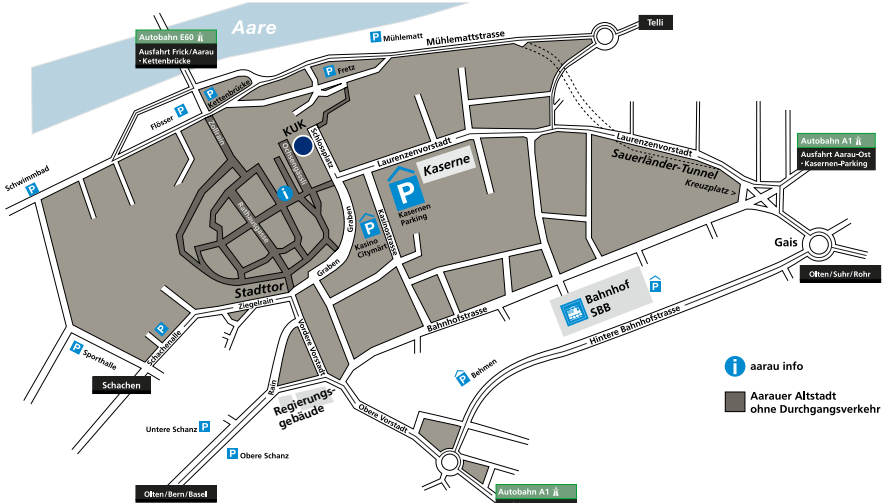 Aare
Telli
Autobahn E60
Ausfahrt Frick/Aarau
·Kettenbrücke
P Mühlematt
Mühlemattstrasse
P Fretz
P
Kettenbrücke
P
Flösser
Zollrain
KUK
Schlossplatz
Laurenzenvorstadt
Laurenzenvorstadt
Autobahn A1
Ausfahrt Aarau-Ost
·Kasernen-Parking
Sauerländer-Tunnel
Kreuzplatz >
Schwimmbad
P
Kaserne
P
Kasernen
Parking
i
Rathausgasse
Graben
Kasinostrasse
P
Kasino
Citymärt
Graben
Gais
Olten/Suhr/Rohr
Stadttor
Ziegelrain
Bahnhof
SBB
P
Bahnhofstrasse
Hintere Bahnhofstrasse
P
Schachenalle
P Sporthalle
Vordere Vorstadt
Schachen
P Behmen
i aarau info
Rain
Regierungs-
gebäude
Obere Vorstadt
Aarauer Altstadt
ohne Durchgangsverkehr
Untere Schanz P
P Obere Schanz
Olten/Bern/Basel
Autobahn A1